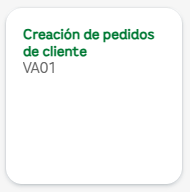 Creación de pedidos
de cliente
VA01